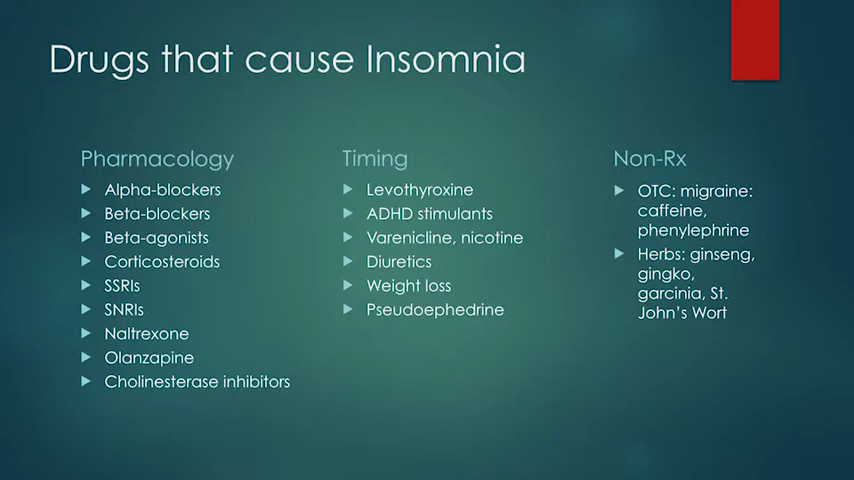 Drugs that cause Insomnia
Pharmacology
Alpha-blockers
Beta-blockers
Beta-agonists
Corticosteroids
SSRIs
SNRIs
Naltrexone
Olanzapine
Cholinesterase inhibitors
Timing
Levothyroxine
ADHD stimulants
Varenicline, nicotine
Diuretics
Weight loss
Pseudoephedrine
Non-Rx
OTC: migraine:
caffeine,
phenylephrine
Herbs: ginseng,
gingko,
garcinia, St.
John's Wort